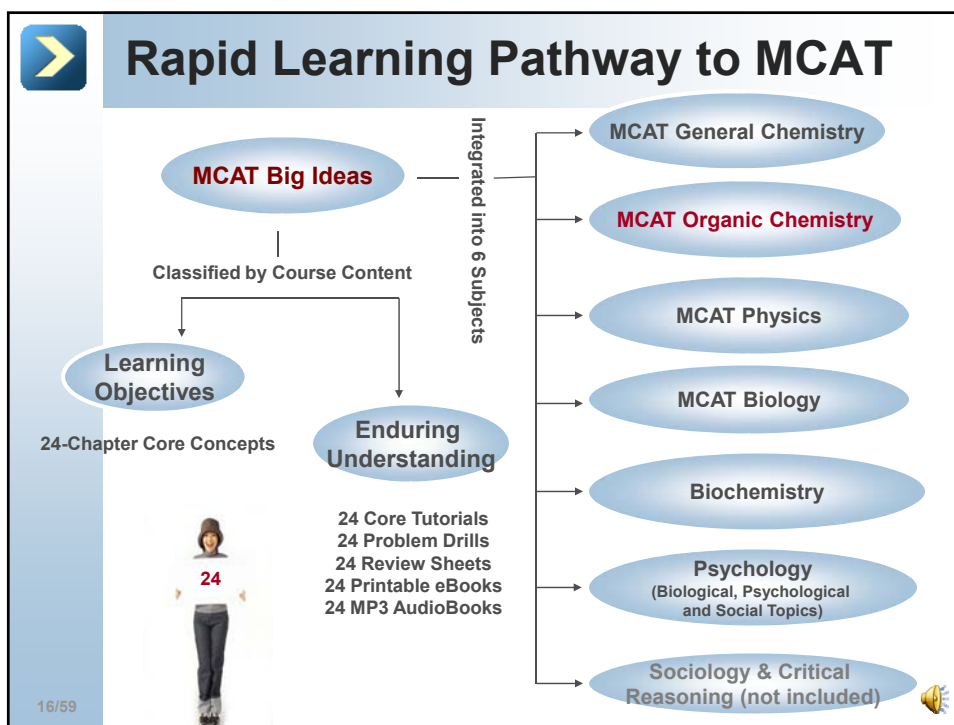 Rapid Learning Pathway to MCAT
MCAT Big Ideas
Classified by Course Content
Learning
Objectives
24-Chapter Core Concepts
Enduring
Understanding
24 Core Tutorials
24 Problem Drills
24 Review Sheets
24 Printable eBooks
24 MP3 AudioBooks
24
Integrated into 6 Subjects
MCAT General Chemistry
MCAT Organic Chemistry
MCAT Physics
MCAT Biology
Biochemistry
Psychology
(Biological, Psychological
and Social Topics)
Sociology & Critical
Reasoning (not included)
16/59